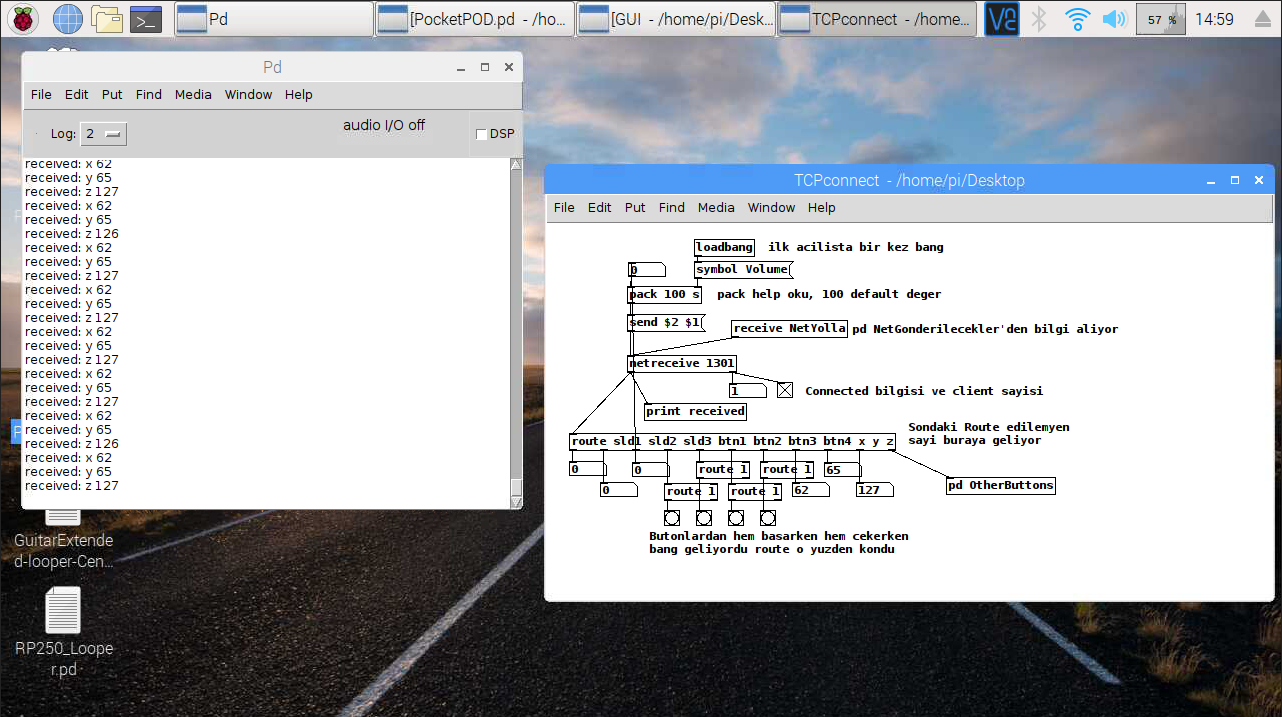 Pd
[PocketPOD.pd - /ho...
[GUI - /home/pi/Desk...
TCPconnect - /home...
57 %
14:59
Pd
File Edit Put Find Media Window Help
Log: 2
audio I/O off
DSP
received: x 62
received: y 65
received: z 127
received: x 62
received: y 65
received: z 126
received: x 62
received: y 65
received: z 127
received: x 62
received: y 65
received: z 127
received: x 62
received: y 65
received: z 127
received: x 62
received: y 65
received: z 127
received: x 62
received: y 65
received: z 126
received: x 62
received: y 65
received: z 127
GuitarExtende
d-looper-Cen...
RP250_Loope
r.pd
TCPconnect - /home/pi/Desktop
File Edit Put Find Media Window Help
loadbang ilk acilista bir kez bang
0
symbol Volume
pack 100 s pack help oku, 100 default deger
send $2 $1
receive NetYolla pd NetGonderilecekler'den bilgi aliyor
netreceive 1301
1
Connected bilgisi ve client sayisi
print received
Sondaki Route edilemyen
sayi buraya geliyor
route sld1 sld2 sld3 btn1 btn2 btn3 btn4 x y z
0 0 route 1 route 1 65
0 route 1 route 1 62 127
pd OtherButtons
Butonlardan hem basarken hem cekerken
bang geliyordu route o yuzden kondu